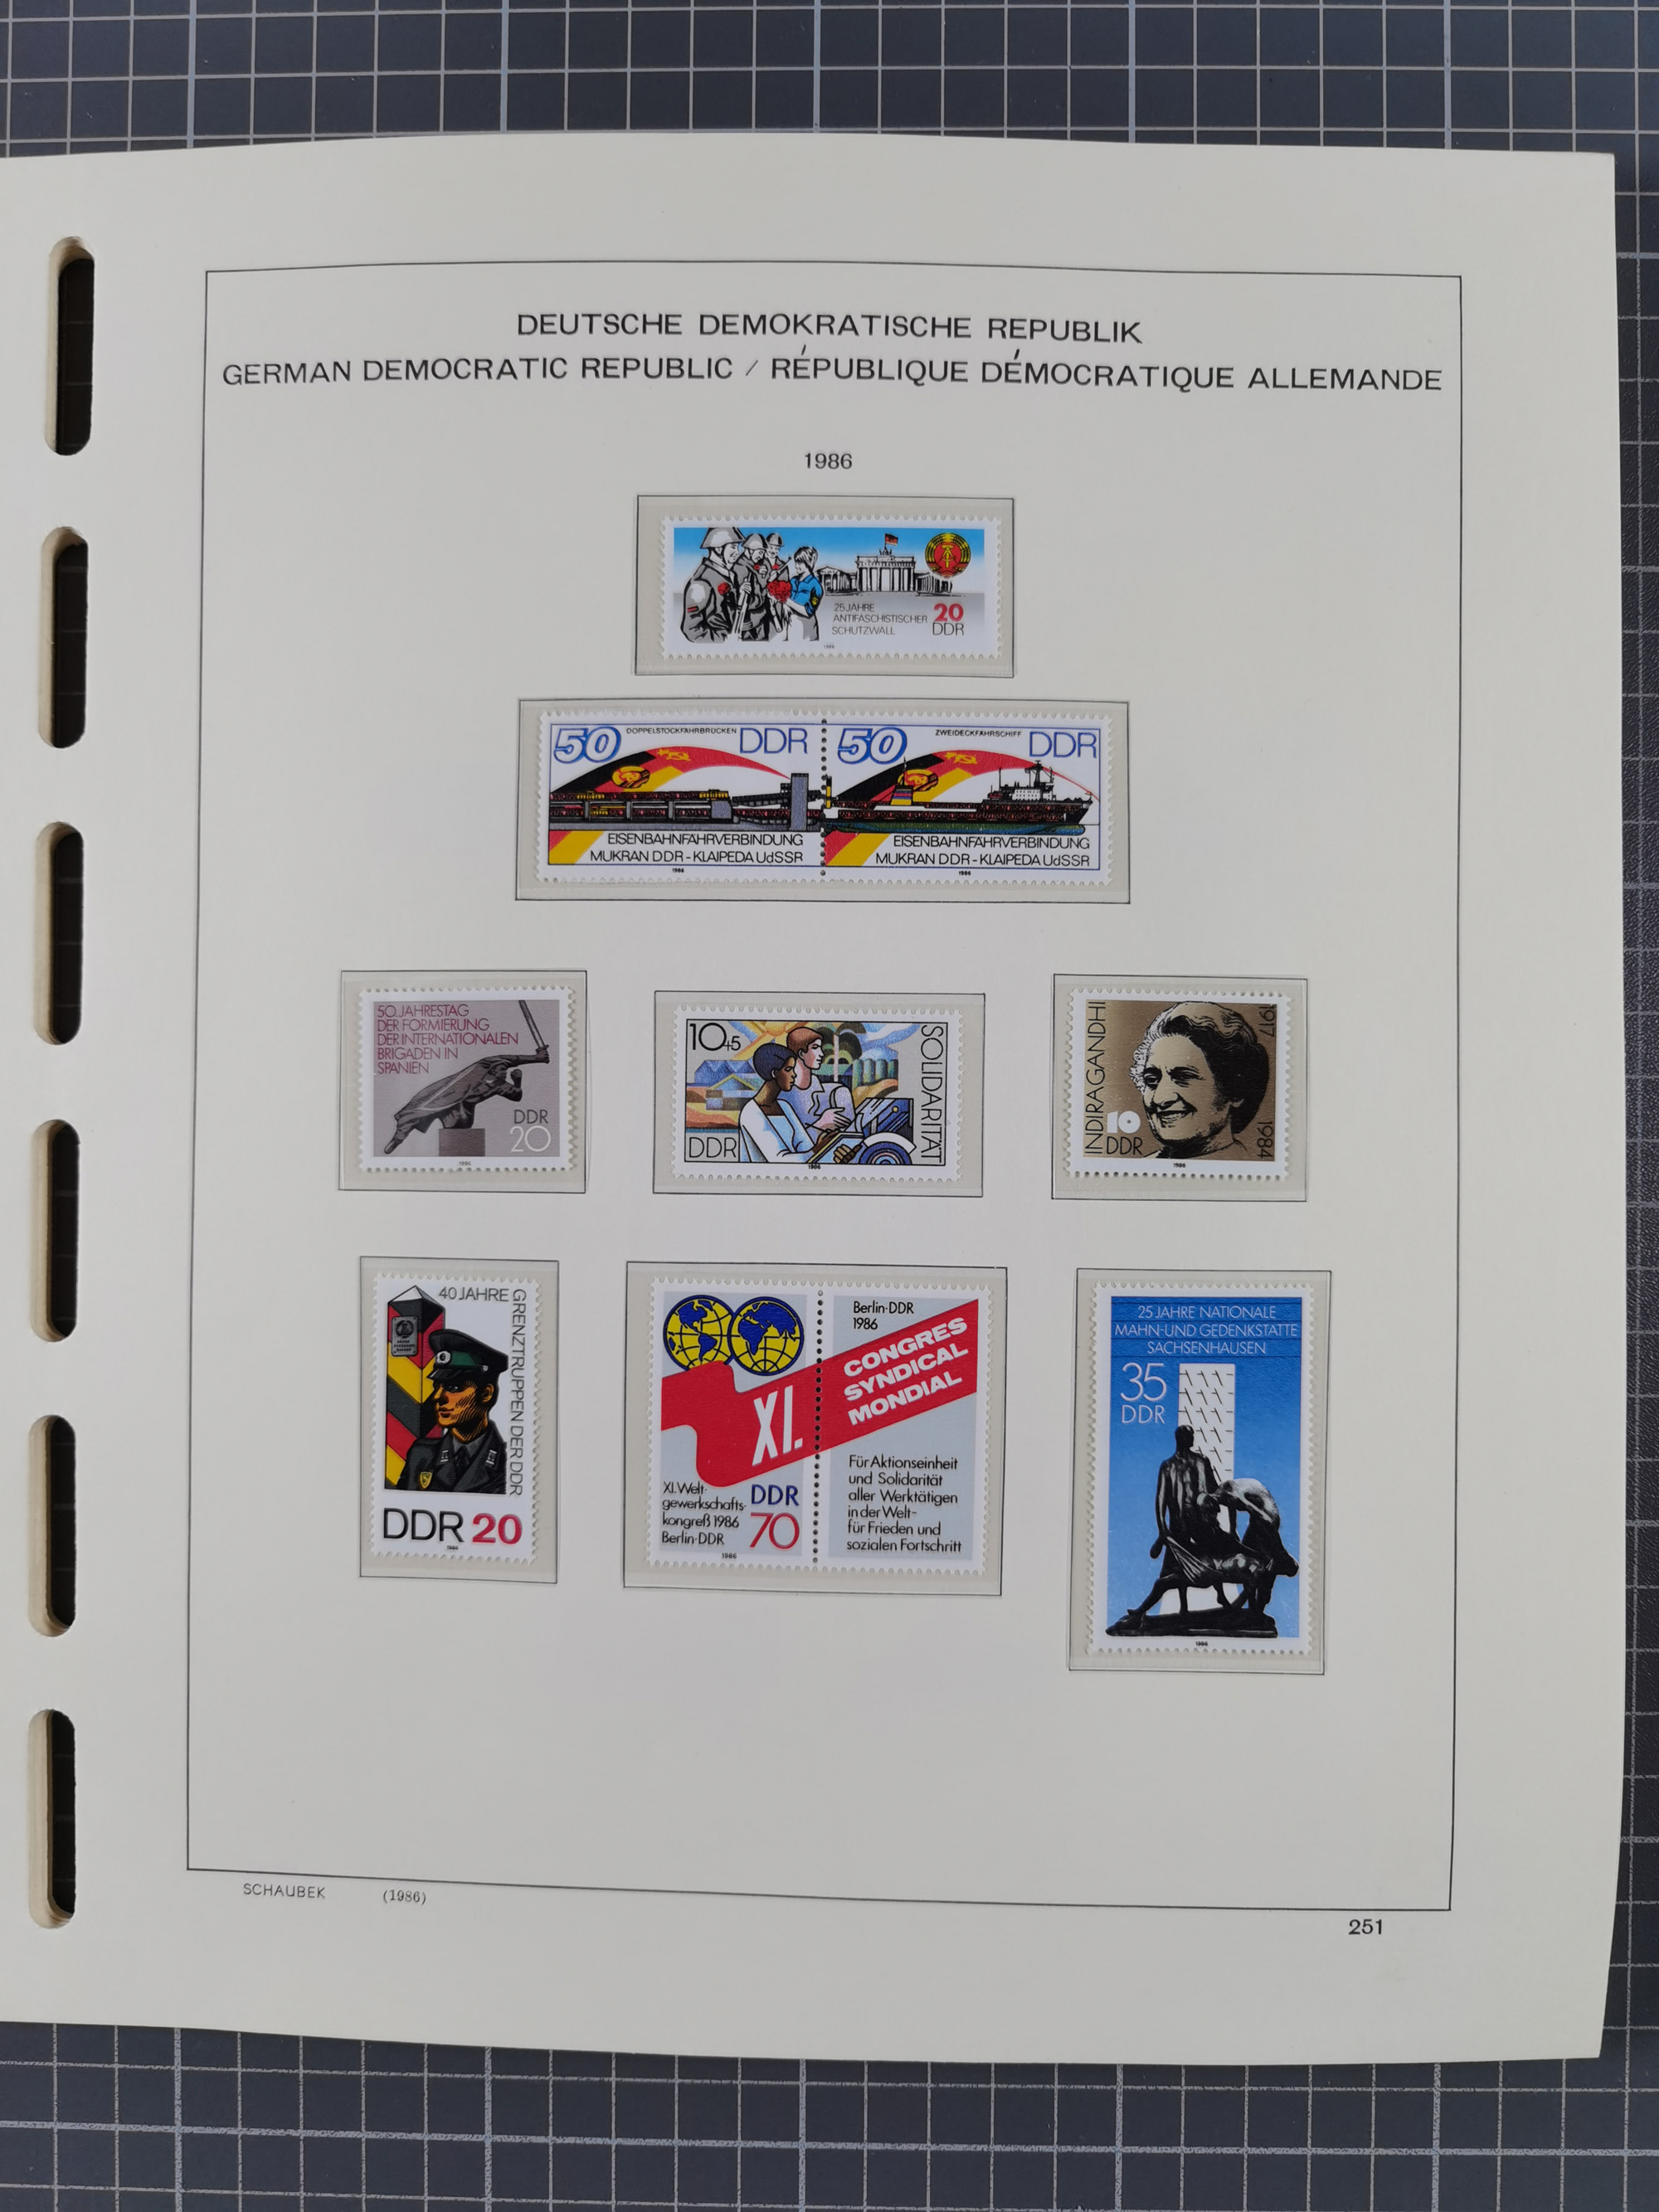 DEUTSCHE DEMOKRATISCHE REPUBLIK
GERMAN DEMOCRATIC REPUBLIC / RÉPUBLIQUE DÉMOCRATIQUE ALLEMANDE
1986
25 JAHRE
ANTIFASCHISTISCHER
SCHUTZWALL
20
DDR
1986
50
DOPPELSTOCKFÄHRBRÜCKEN
DDR
EISENBAHNFÄHRVERBINDUNG
MUKRAN DDR - KLAIPEDA UdSSR
1986
50
ZWEIDECKFÄHRSCHIFF
DDR
EISENBAHNFÄHRVERBINDUNG
MUKRAN DDR - KLAIPEDA UdSSR
1986
50. JAHRESTAG
DER FORMIERUNG
DER INTERNATIONALEN
BRIGADEN IN
SPANIEN
DDR
20
1986
10+5
SOLIDARITÄT
DDR
1986
INDIRA GANDHI
1917
1984
10
DDR
1986
40 JAHRE
GRENZTRUPPEN DER DDR
DDR 20
1986
XI.
XI. Welt-
gewerkschafts-
kongreß 1986
Berlin-DDR
DDR
70
1986
Berlin-DDR
1986
CONGRES
SYNDICAL
MONDIAL
Für Aktionseinheit
und Solidarität
aller Werktätigen
in der Welt-
für Frieden und
sozialen Fortschritt
25 JAHRE NATIONALE
MAHN-UND GEDENKSTÄTTE
SACHSENHAUSEN
35
DDR
1986
SCHAUBEK (1986)
251